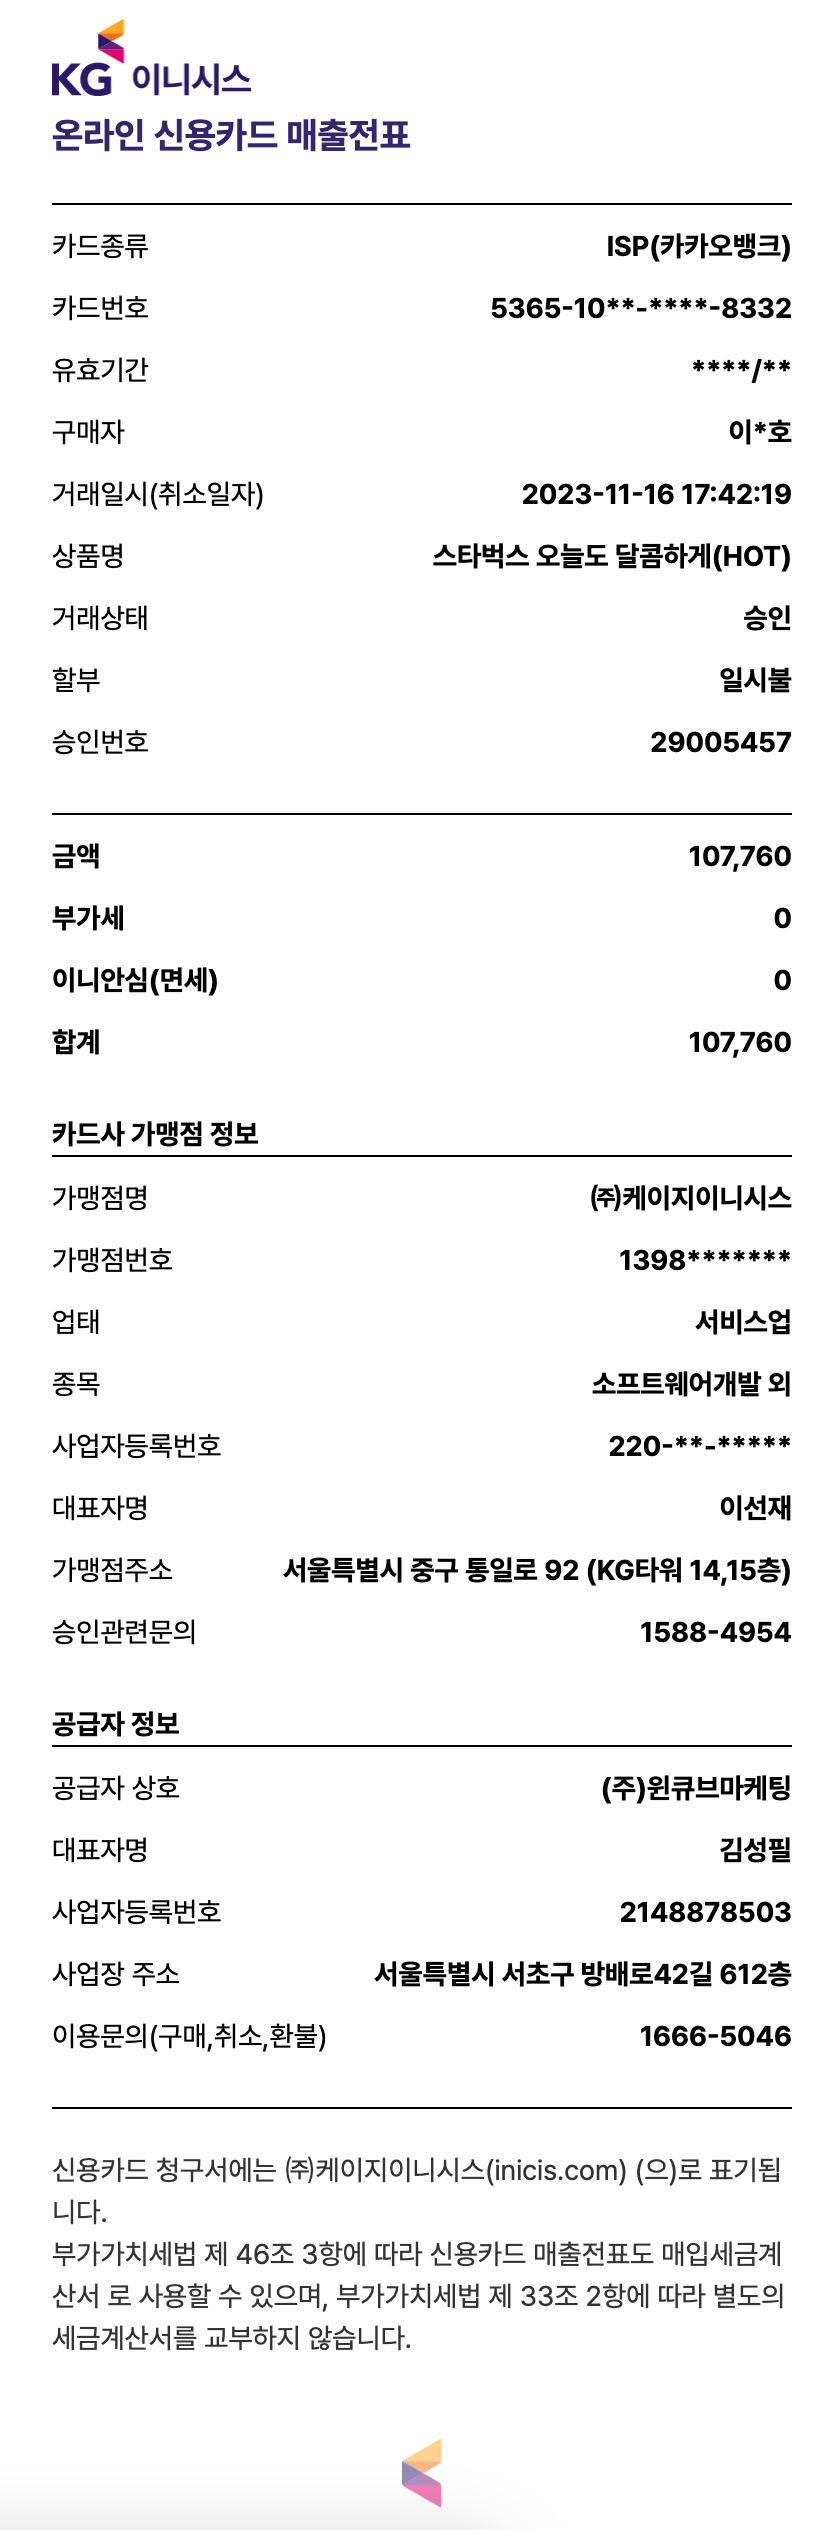 KG 이니시스
온라인 신용카드 매출전표
카드종류 ISP(카카오뱅크)
카드번호 5365-10**-****-8332
유효기간 ****/**
구매자 이*호
거래일시(취소일자) 2023-11-16 17:42:19
상품명 스타벅스 오늘도 달콤하게(HOT)
거래상태 승인
할부 일시불
승인번호 29005457
금액 107,760
부가세 0
이니안심(면세) 0
합계 107,760
카드사 가맹점 정보
가맹점명 ㈜케이지이니시스
가맹점번호 1398*******
업태 서비스업
종목 소프트웨어개발 외
사업자등록번호 220-**-*****
대표자명 이선재
가맹점주소 서울특별시 중구 통일로 92 (KG타워 14,15층)
승인관련문의 1588-4954
공급자 정보
공급자 상호 (주)윈큐브마케팅
대표자명 김성필
사업자등록번호 2148878503
사업장 주소 서울특별시 서초구 방배로42길 612층
이용문의(구매,취소,환불) 1666-5046
신용카드 청구서에는 ㈜케이지이니시스(inicis.com) (으)로 표기됩
니다.
부가가치세법 제 46조 3항에 따라 신용카드 매출전표도 매입세금계
산서 로 사용할 수 있으며, 부가가치세법 제 33조 2항에 따라 별도의
세금계산서를 교부하지 않습니다.